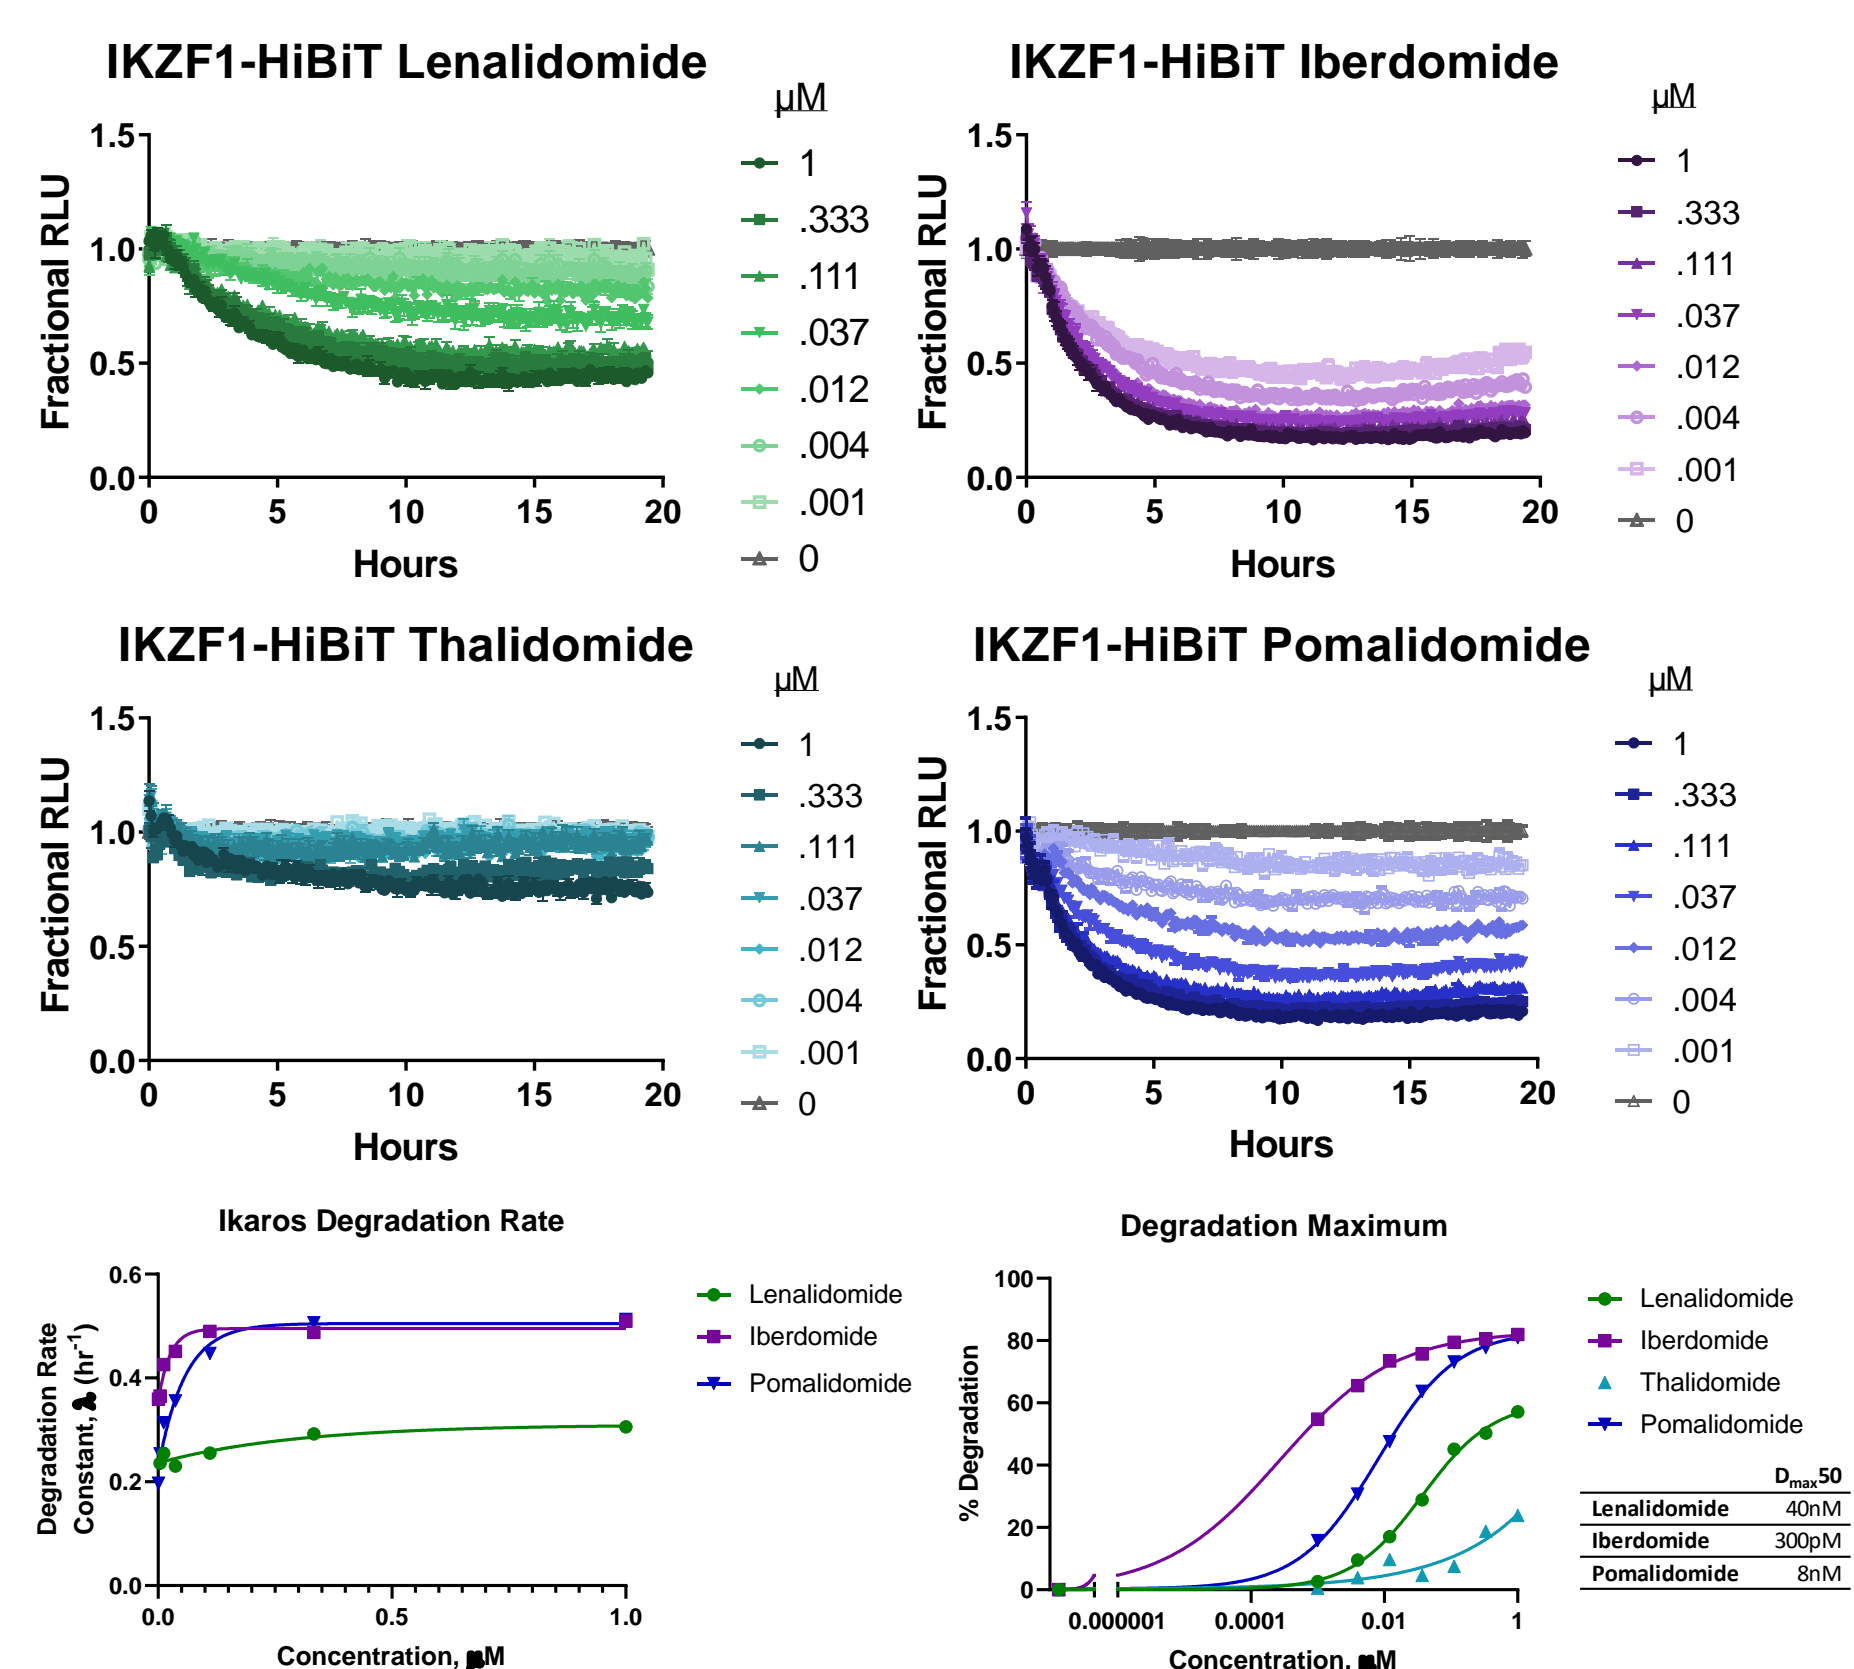 IKZF1-HiBiT Lenalidomide
µM
1.5
1.0
0.5
0.0
Fractional RLU
0 5 10 15 20
Hours
1
.333
.111
.037
.012
.004
.001
0
IKZF1-HiBiT Iberdomide
µM
1.5
1.0
0.5
0.0
Fractional RLU
0 5 10 15 20
Hours
1
.333
.111
.037
.012
.004
.001
0
IKZF1-HiBiT Thalidomide
µM
1.5
1.0
0.5
0.0
Fractional RLU
0 5 10 15 20
Hours
1
.333
.111
.037
.012
.004
.001
0
IKZF1-HiBiT Pomalidomide
µM
1.5
1.0
0.5
0.0
Fractional RLU
0 5 10 15 20
Hours
1
.333
.111
.037
.012
.004
.001
0
Ikaros Degradation Rate
0.6
0.4
0.2
0.0
Degradation Rate
Constant, λ (hr⁻¹)
0.0 0.5 1.0
Concentration, µM
Lenalidomide
Iberdomide
Pomalidomide
Degradation Maximum
100
80
60
40
20
0
% Degradation
0.000001 0.0001 0.01 1
Concentration, µM
Lenalidomide
Iberdomide
Thalidomide
Pomalidomide
Dmax50
Lenalidomide 40nM
Iberdomide 300pM
Pomalidomide 8nM